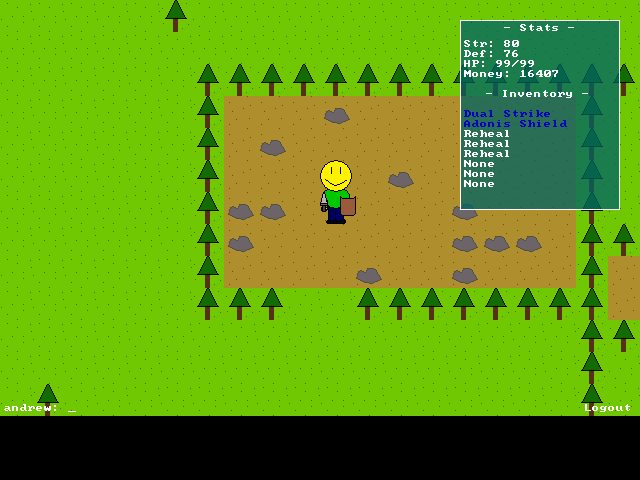 - Stats -
Str: 80
Def: 76
HP: 99/99
Money: 16407
- Inventory -
Dual Strike
Adonis Shield
Reheal
Reheal
Reheal
None
None
None
andrew: _
Logout